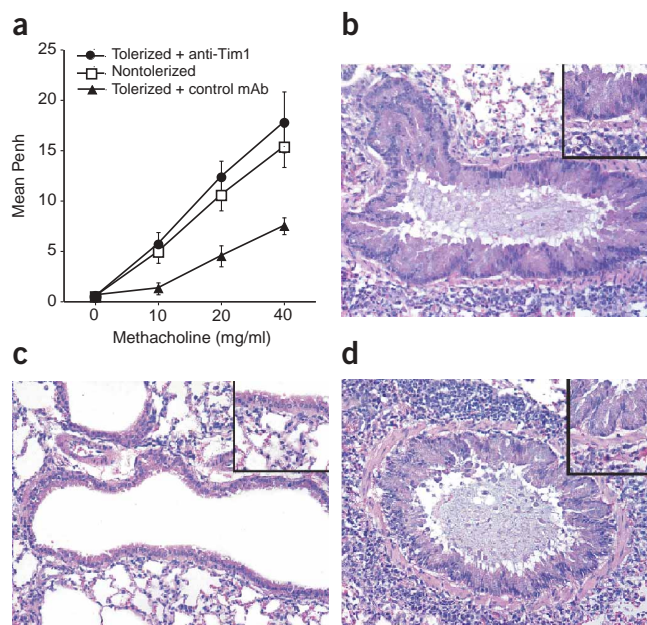 a
25
20
15
10
5
0
Mean Penh
Tolerized + anti-Tim1
Nontolerized
Tolerized + control mAb
0 10 20 40
Methacholine (mg/ml)
b
c
d